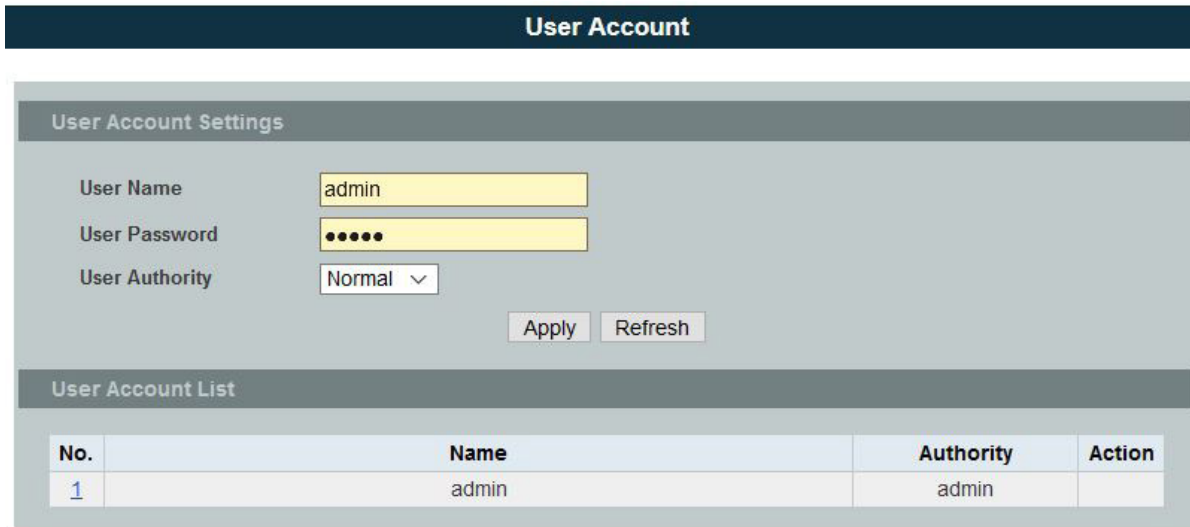 User Account
User Account Settings
User Name admin
User Password •••••
User Authority Normal
Apply Refresh
User Account List
No. Name Authority Action
1 admin admin